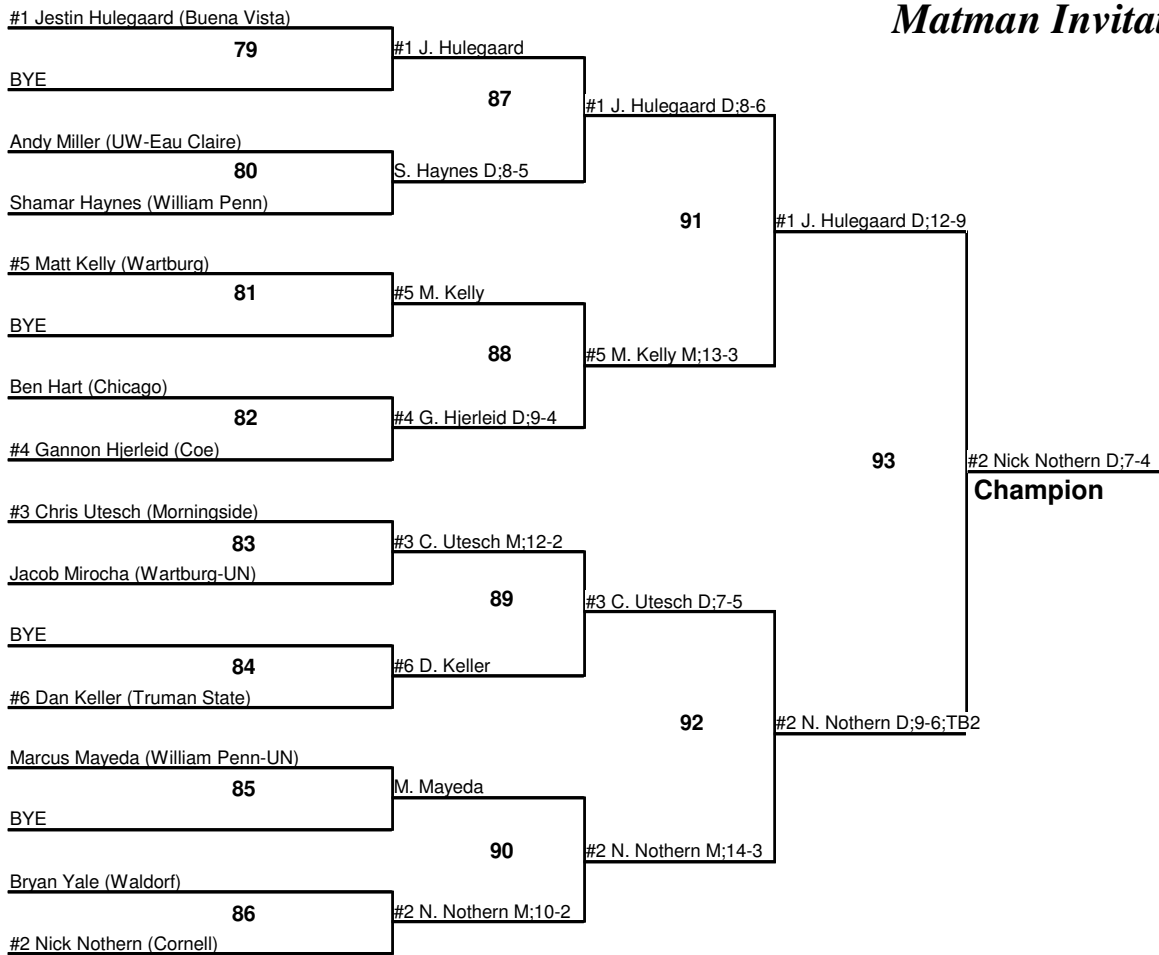 Matman Invita
#1 Jestin Hulegaard (Buena Vista)
79
#1 J. Hulegaard
BYE
87
#1 J. Hulegaard D;8-6
Andy Miller (UW-Eau Claire)
80
S. Haynes D;8-5
Shamar Haynes (William Penn)
91
#1 J. Hulegaard D;12-9
#5 Matt Kelly (Wartburg)
81
#5 M. Kelly
BYE
88
#5 M. Kelly M;13-3
Ben Hart (Chicago)
82
#4 G. Hjerleid D;9-4
#4 Gannon Hjerleid (Coe)
93
#2 Nick Nothern D;7-4
Champion
#3 Chris Utesch (Morningside)
83
#3 C. Utesch M;12-2
Jacob Mirocha (Wartburg-UN)
89
#3 C. Utesch D;7-5
BYE
84
#6 D. Keller
#6 Dan Keller (Truman State)
92
#2 N. Nothern D;9-6;TB2
Marcus Mayeda (William Penn-UN)
85
M. Mayeda
BYE
90
#2 N. Nothern M;14-3
Bryan Yale (Waldorf)
86
#2 N. Nothern M;10-2
#2 Nick Nothern (Cornell)